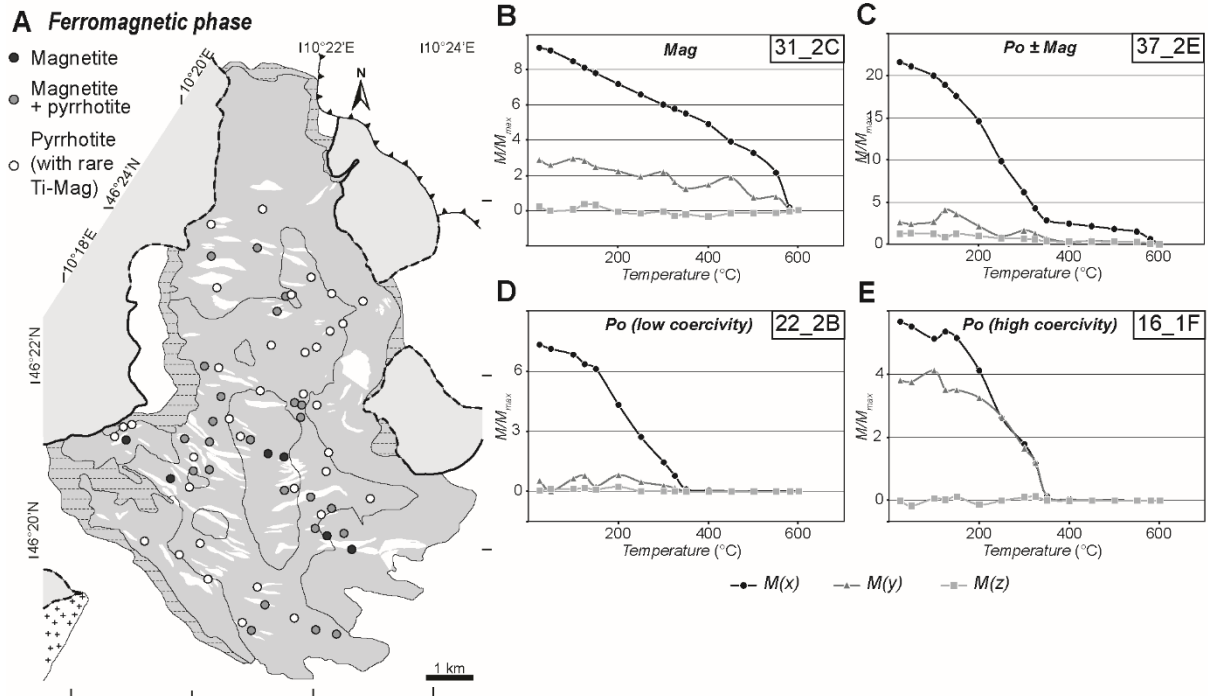 A Ferromagnetic phase
Magnetite
Magnetite
+ pyrrhotite
Pyrrhotite
(with rare
Ti-Mag)
10°22'E
10°24'E
10°20'E
N
46°24'N
10°18'E
46°22'N
46°20'N
1 km
B
Mag
31_2C
M/Mmax
8
6
4
2
0
200
400
600
Temperature (°C)
C
Po ± Mag
37_2E
M/Mmax
20
15
10
5
0
200
400
600
Temperature (°C)
D
Po (low coercivity)
22_2B
M/Mmax
6
3
0
200
400
600
Temperature (°C)
E
Po (high coercivity)
16_1F
M/Mmax
4
2
0
200
400
600
Temperature (°C)
M(x) M(y) M(z)